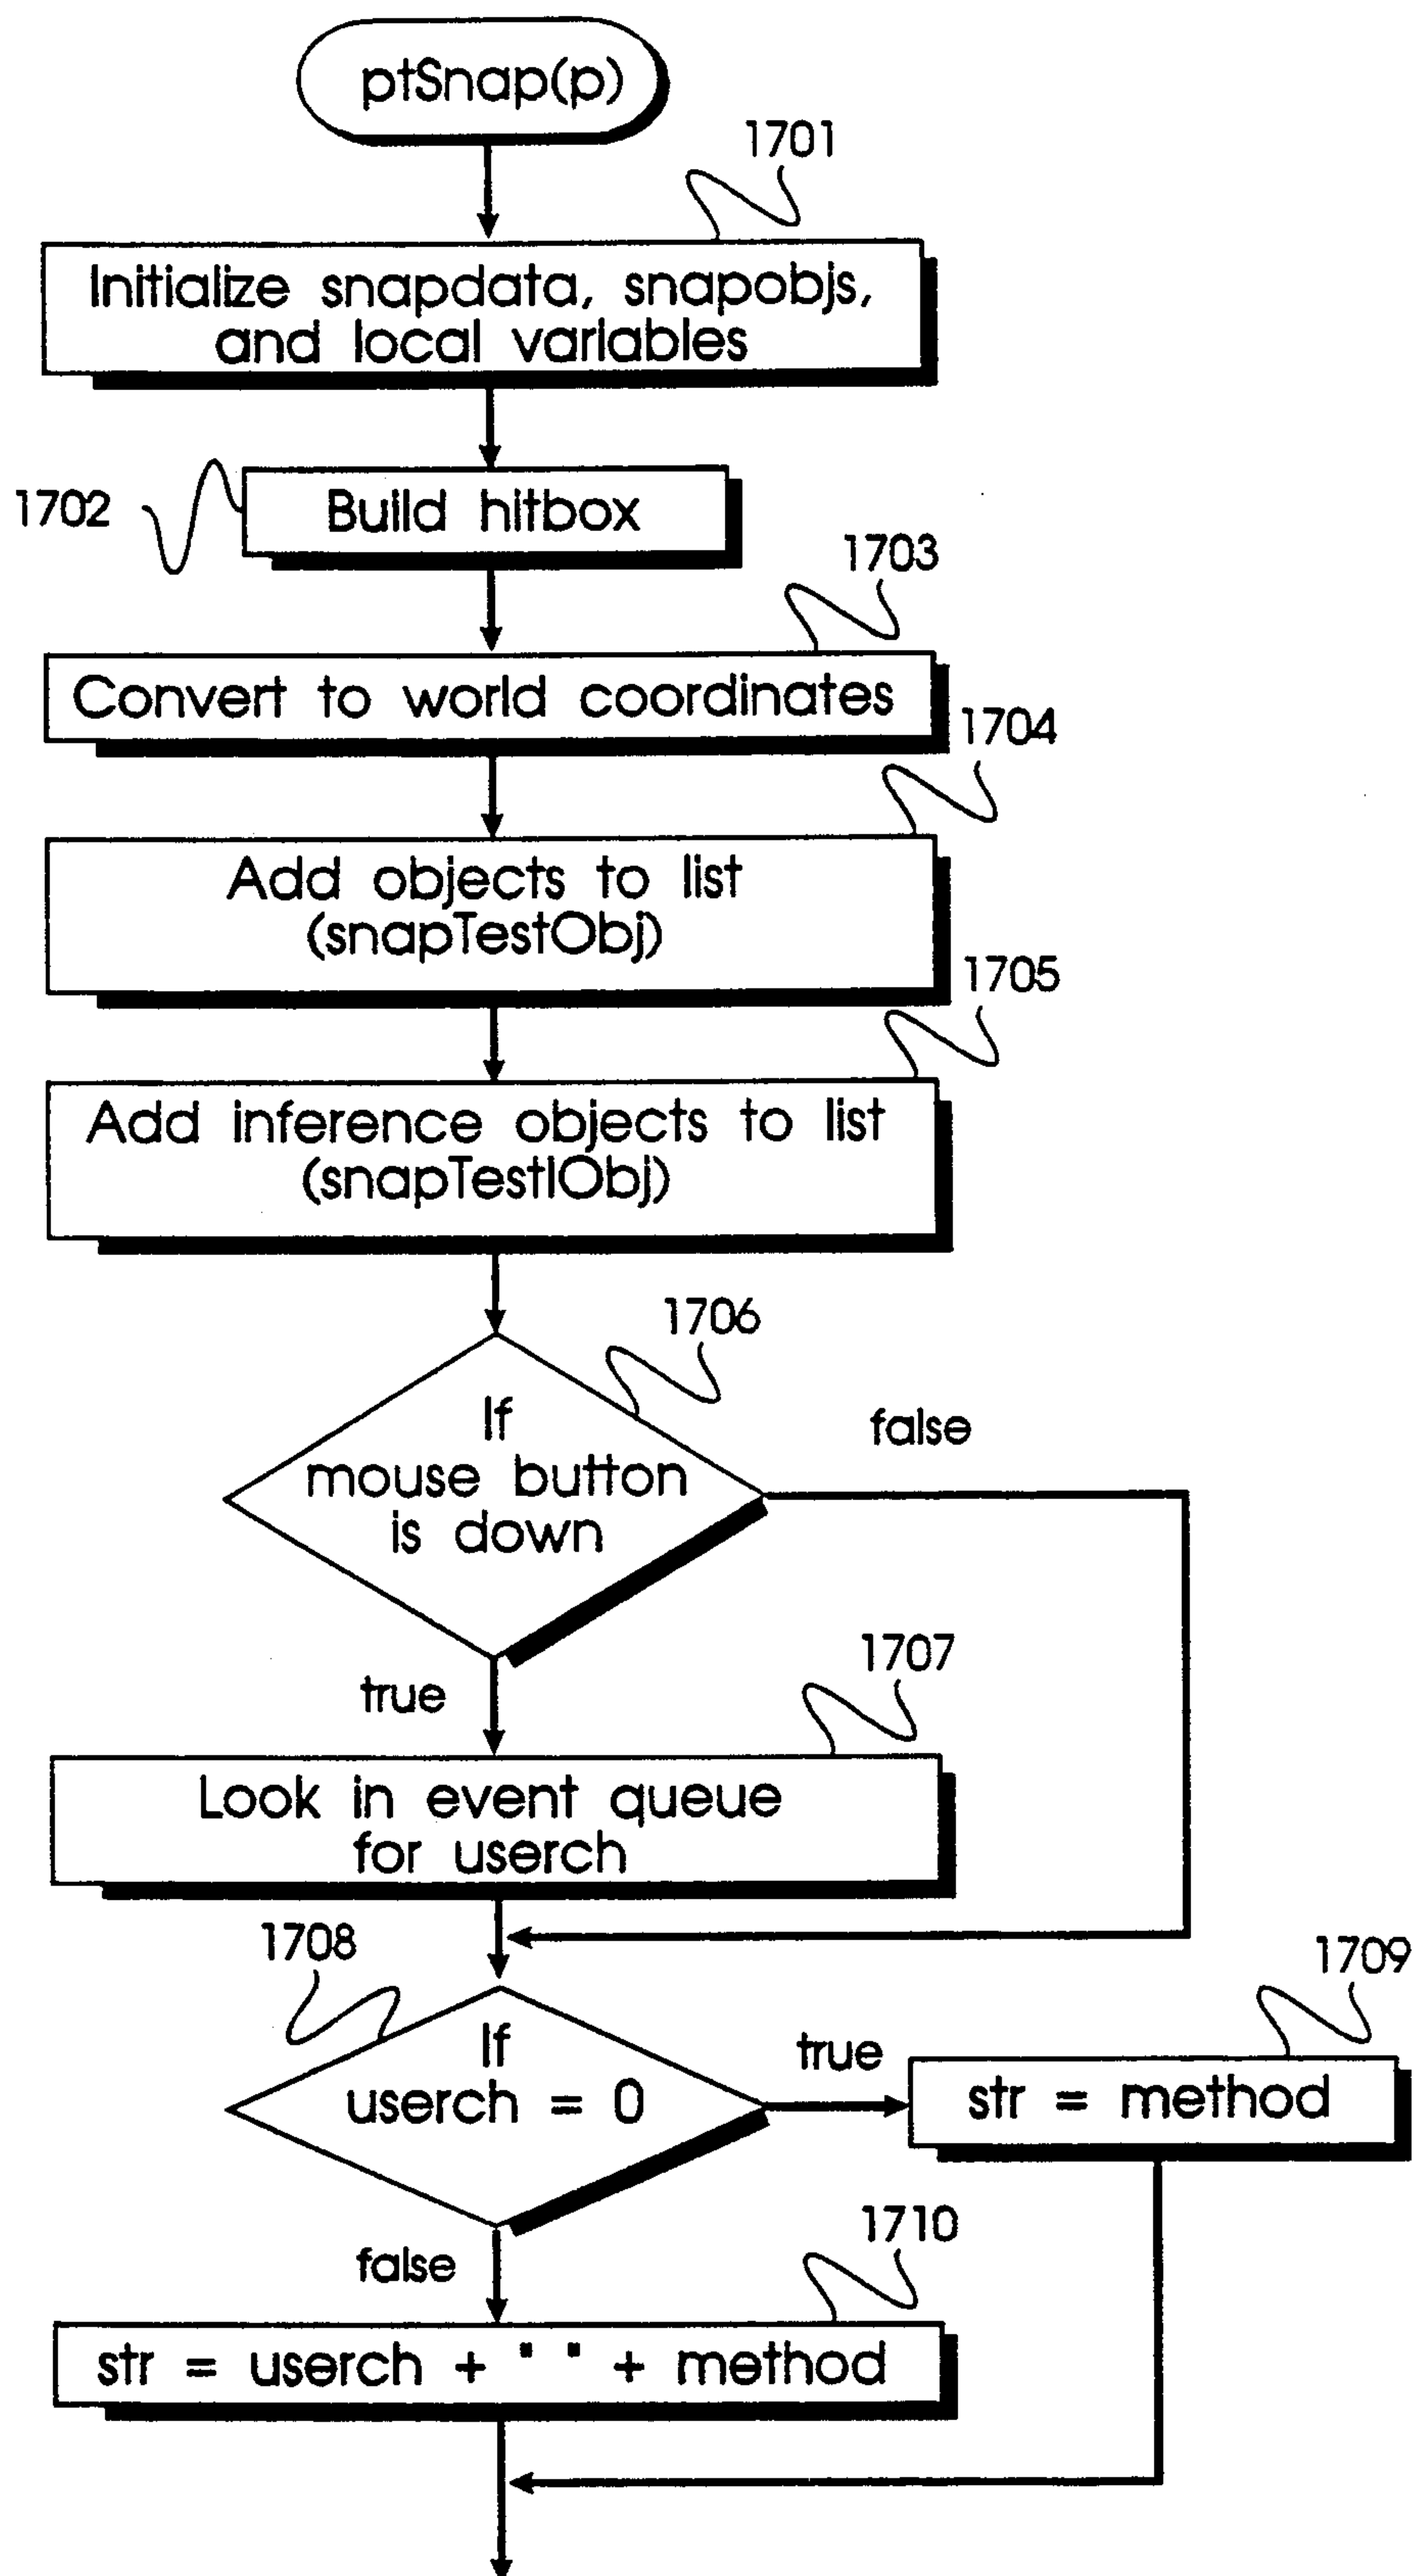 ptSnap(p)
1701
Initialize snapdata, snapobjs,
and local variables
1702
Build hitbox
1703
Convert to world coordinates
1704
Add objects to list
(snapTestObj)
1705
Add inference objects to list
(snapTestIObj)
1706
If
mouse button
is down
false
true
1707
Look in event queue
for userch
1708
If
userch = 0
true
1709
str = method
false
1710
str = userch + " " + method